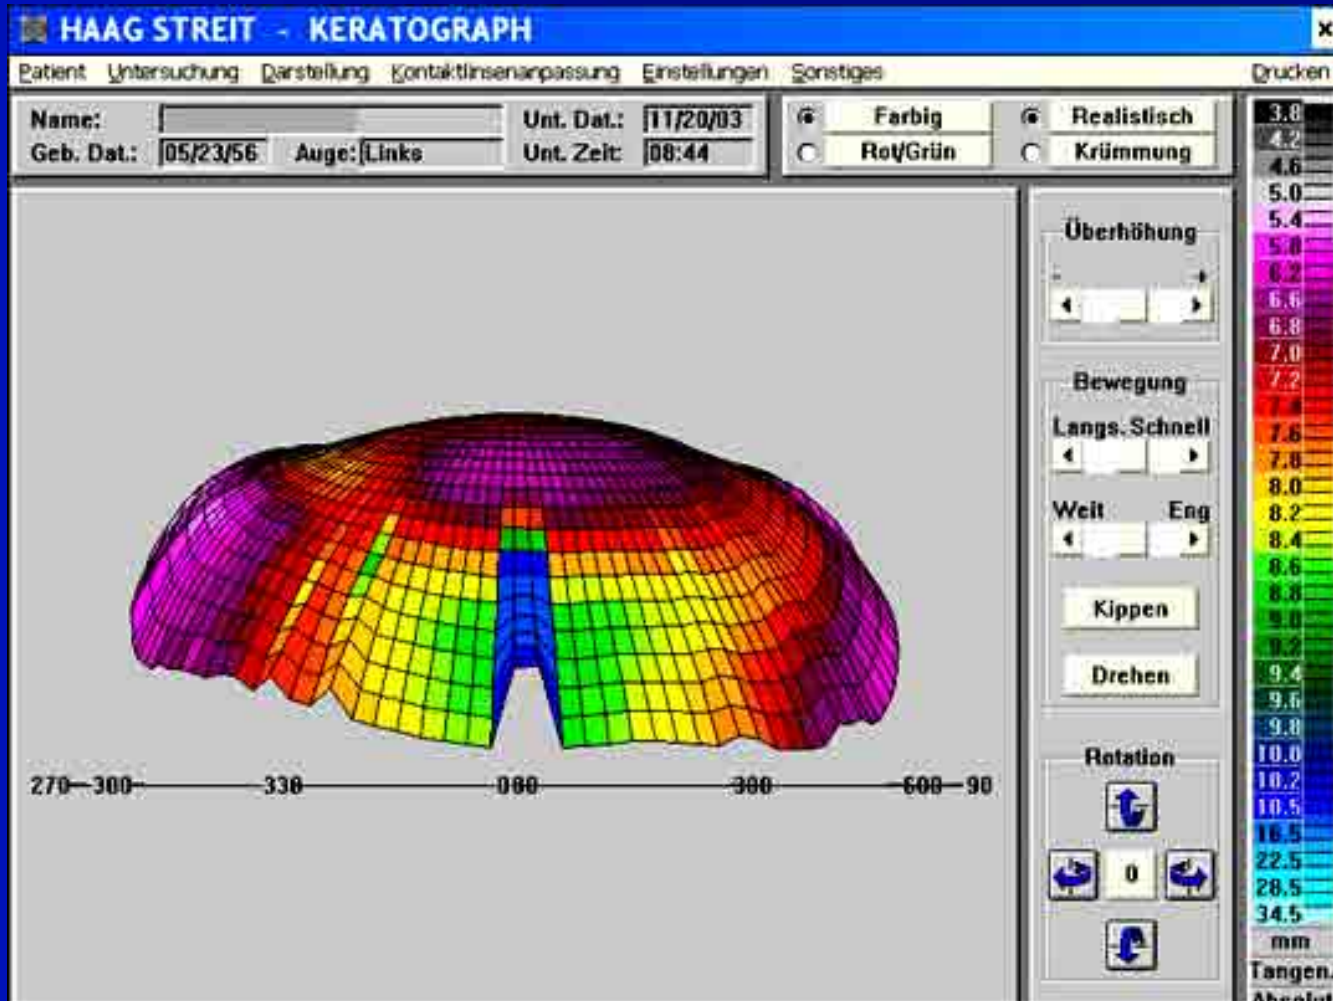 HAAG STREIT - KERATOGRAPH
Patient Untersuchung Darstellung Kontaktlinsenanpassung Einstellungen Sonstiges Drucken
Name: Unt. Dat.: 11/20/03
Geb. Dat.: 05/23/56 Auge: Links Unt. Zeit: 08:44
Farbig Realistisch
Rot/Grün Krümmung
Überhöhung
- +
Bewegung
Langs. Schnell
Weit Eng
Kippen
Drehen
Rotation
0
270 300 330 000 300 600 90
3.8
4.2
4.6
5.0
5.4
5.8
6.2
6.6
6.8
7.0
7.2
7.4
7.6
7.8
8.0
8.2
8.4
8.6
8.8
9.0
9.2
9.4
9.6
9.8
10.0
10.2
10.5
16.5
22.5
28.5
34.5
mm
Tangen.